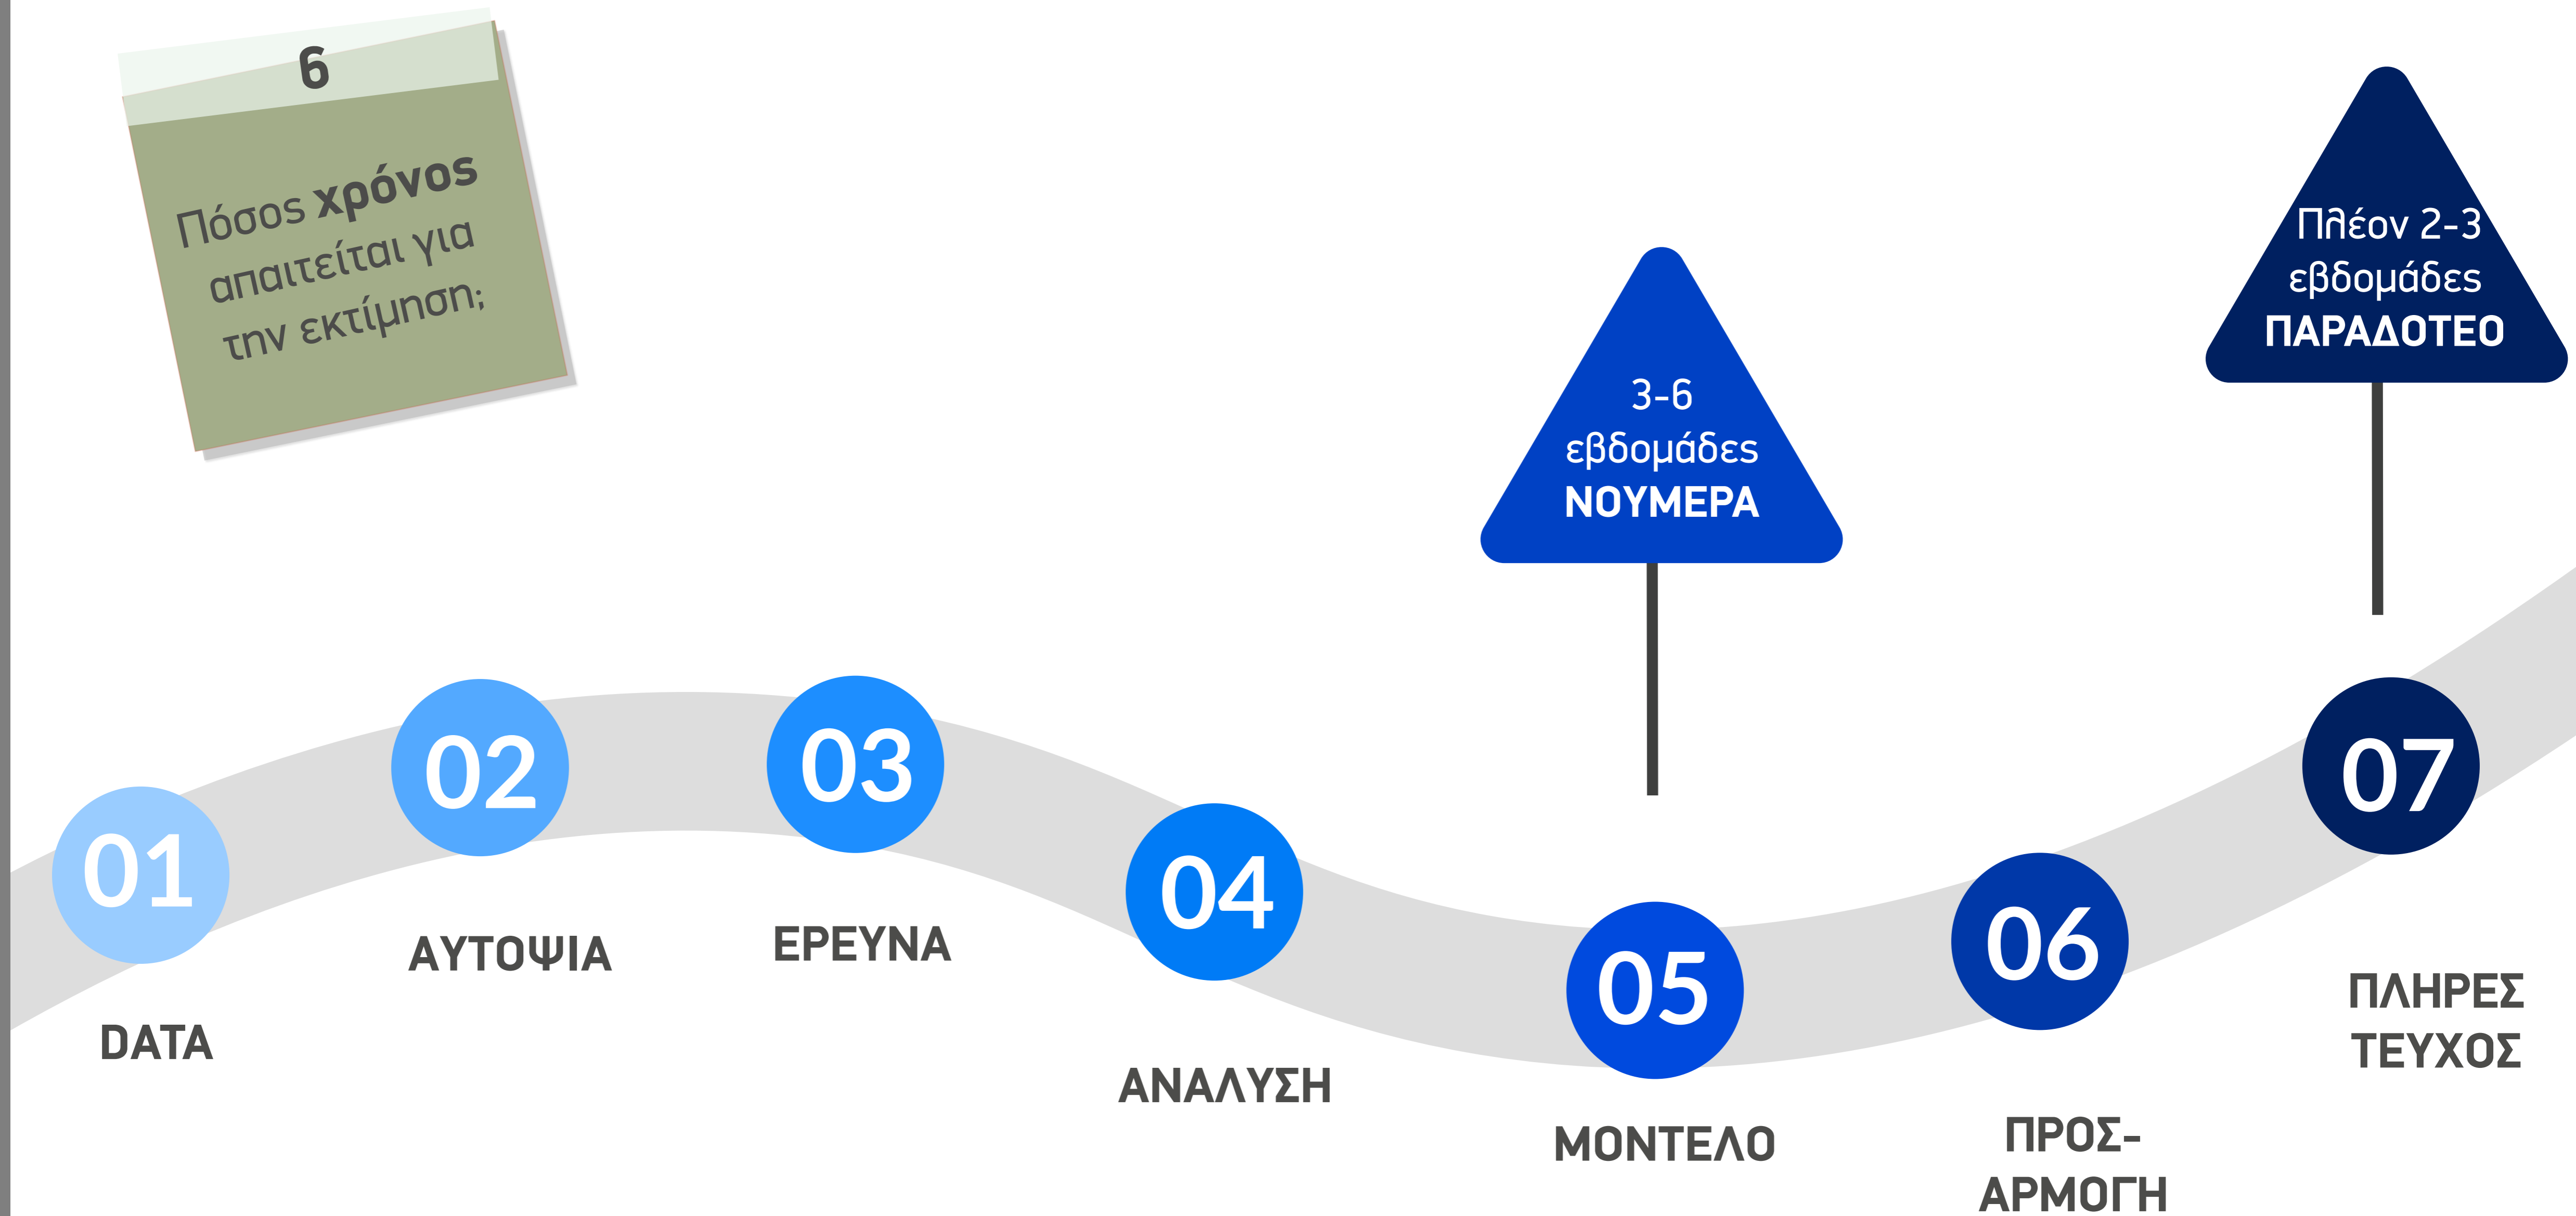 6
Πόσος χρόνος
απαιτείται για
την εκτίμηση;
3-6
εβδομάδες
ΝΟΥΜΕΡΑ
Πλέον 2-3
εβδομάδες
ΠΑΡΑΔΟΤΕΟ
01
DATA
02
ΑΥΤΟΨΙΑ
03
ΕΡΕΥΝΑ
04
ΑΝΑΛΥΣΗ
05
ΜΟΝΤΕΛΟ
06
ΠΡΟΣ-
ΑΡΜΟΓΗ
07
ΠΛΗΡΕΣ
ΤΕΥΧΟΣ